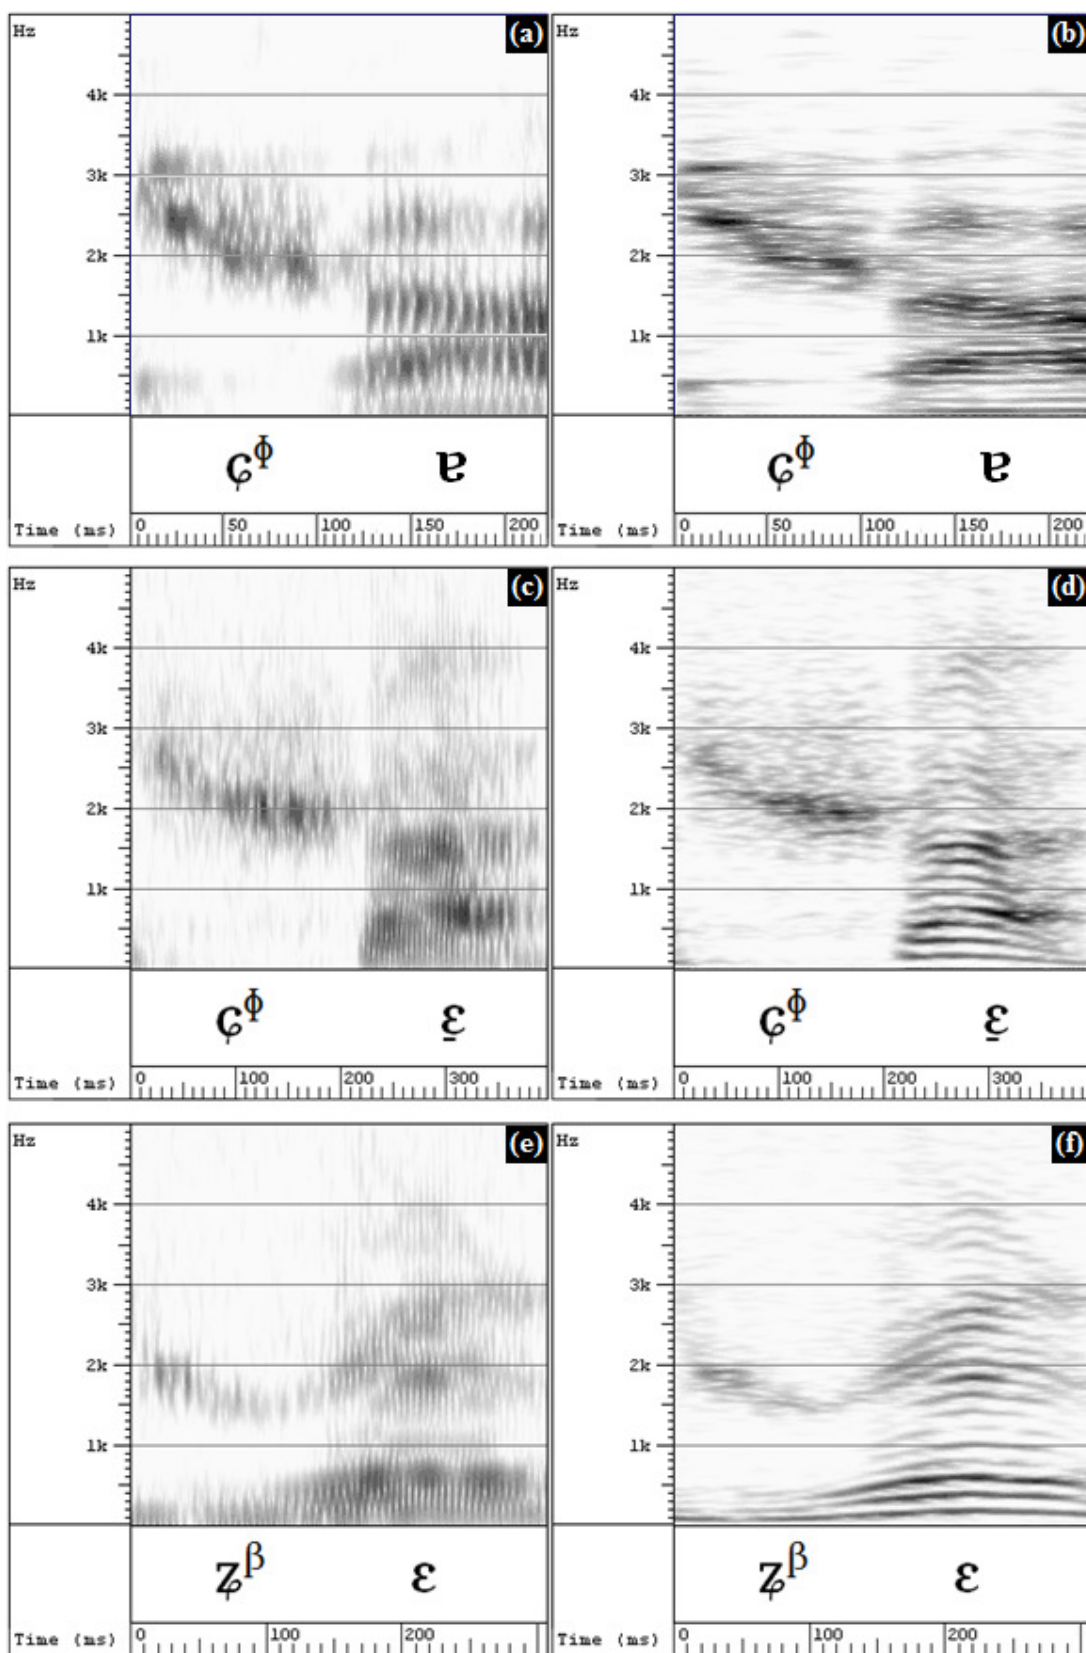 Hz (a) Hz (b)
4k 4k
3k 3k
2k 2k
1k 1k
ɕᶲ ɐ ɕᶲ ɐ
Time (ms) 0 50 100 150 200 Time (ms) 0 50 100 150 200
Hz (c) Hz (d)
4k 4k
3k 3k
2k 2k
1k 1k
ɕᶲ ɛ̠ ɕᶲ ɛ̠
Time (ms) 0 100 200 300 Time (ms) 0 100 200 300
Hz (e) Hz (f)
4k 4k
3k 3k
2k 2k
1k 1k
ʑᵝ ɛ ʑᵝ ɛ
Time (ms) 0 100 200 Time (ms) 0 100 200